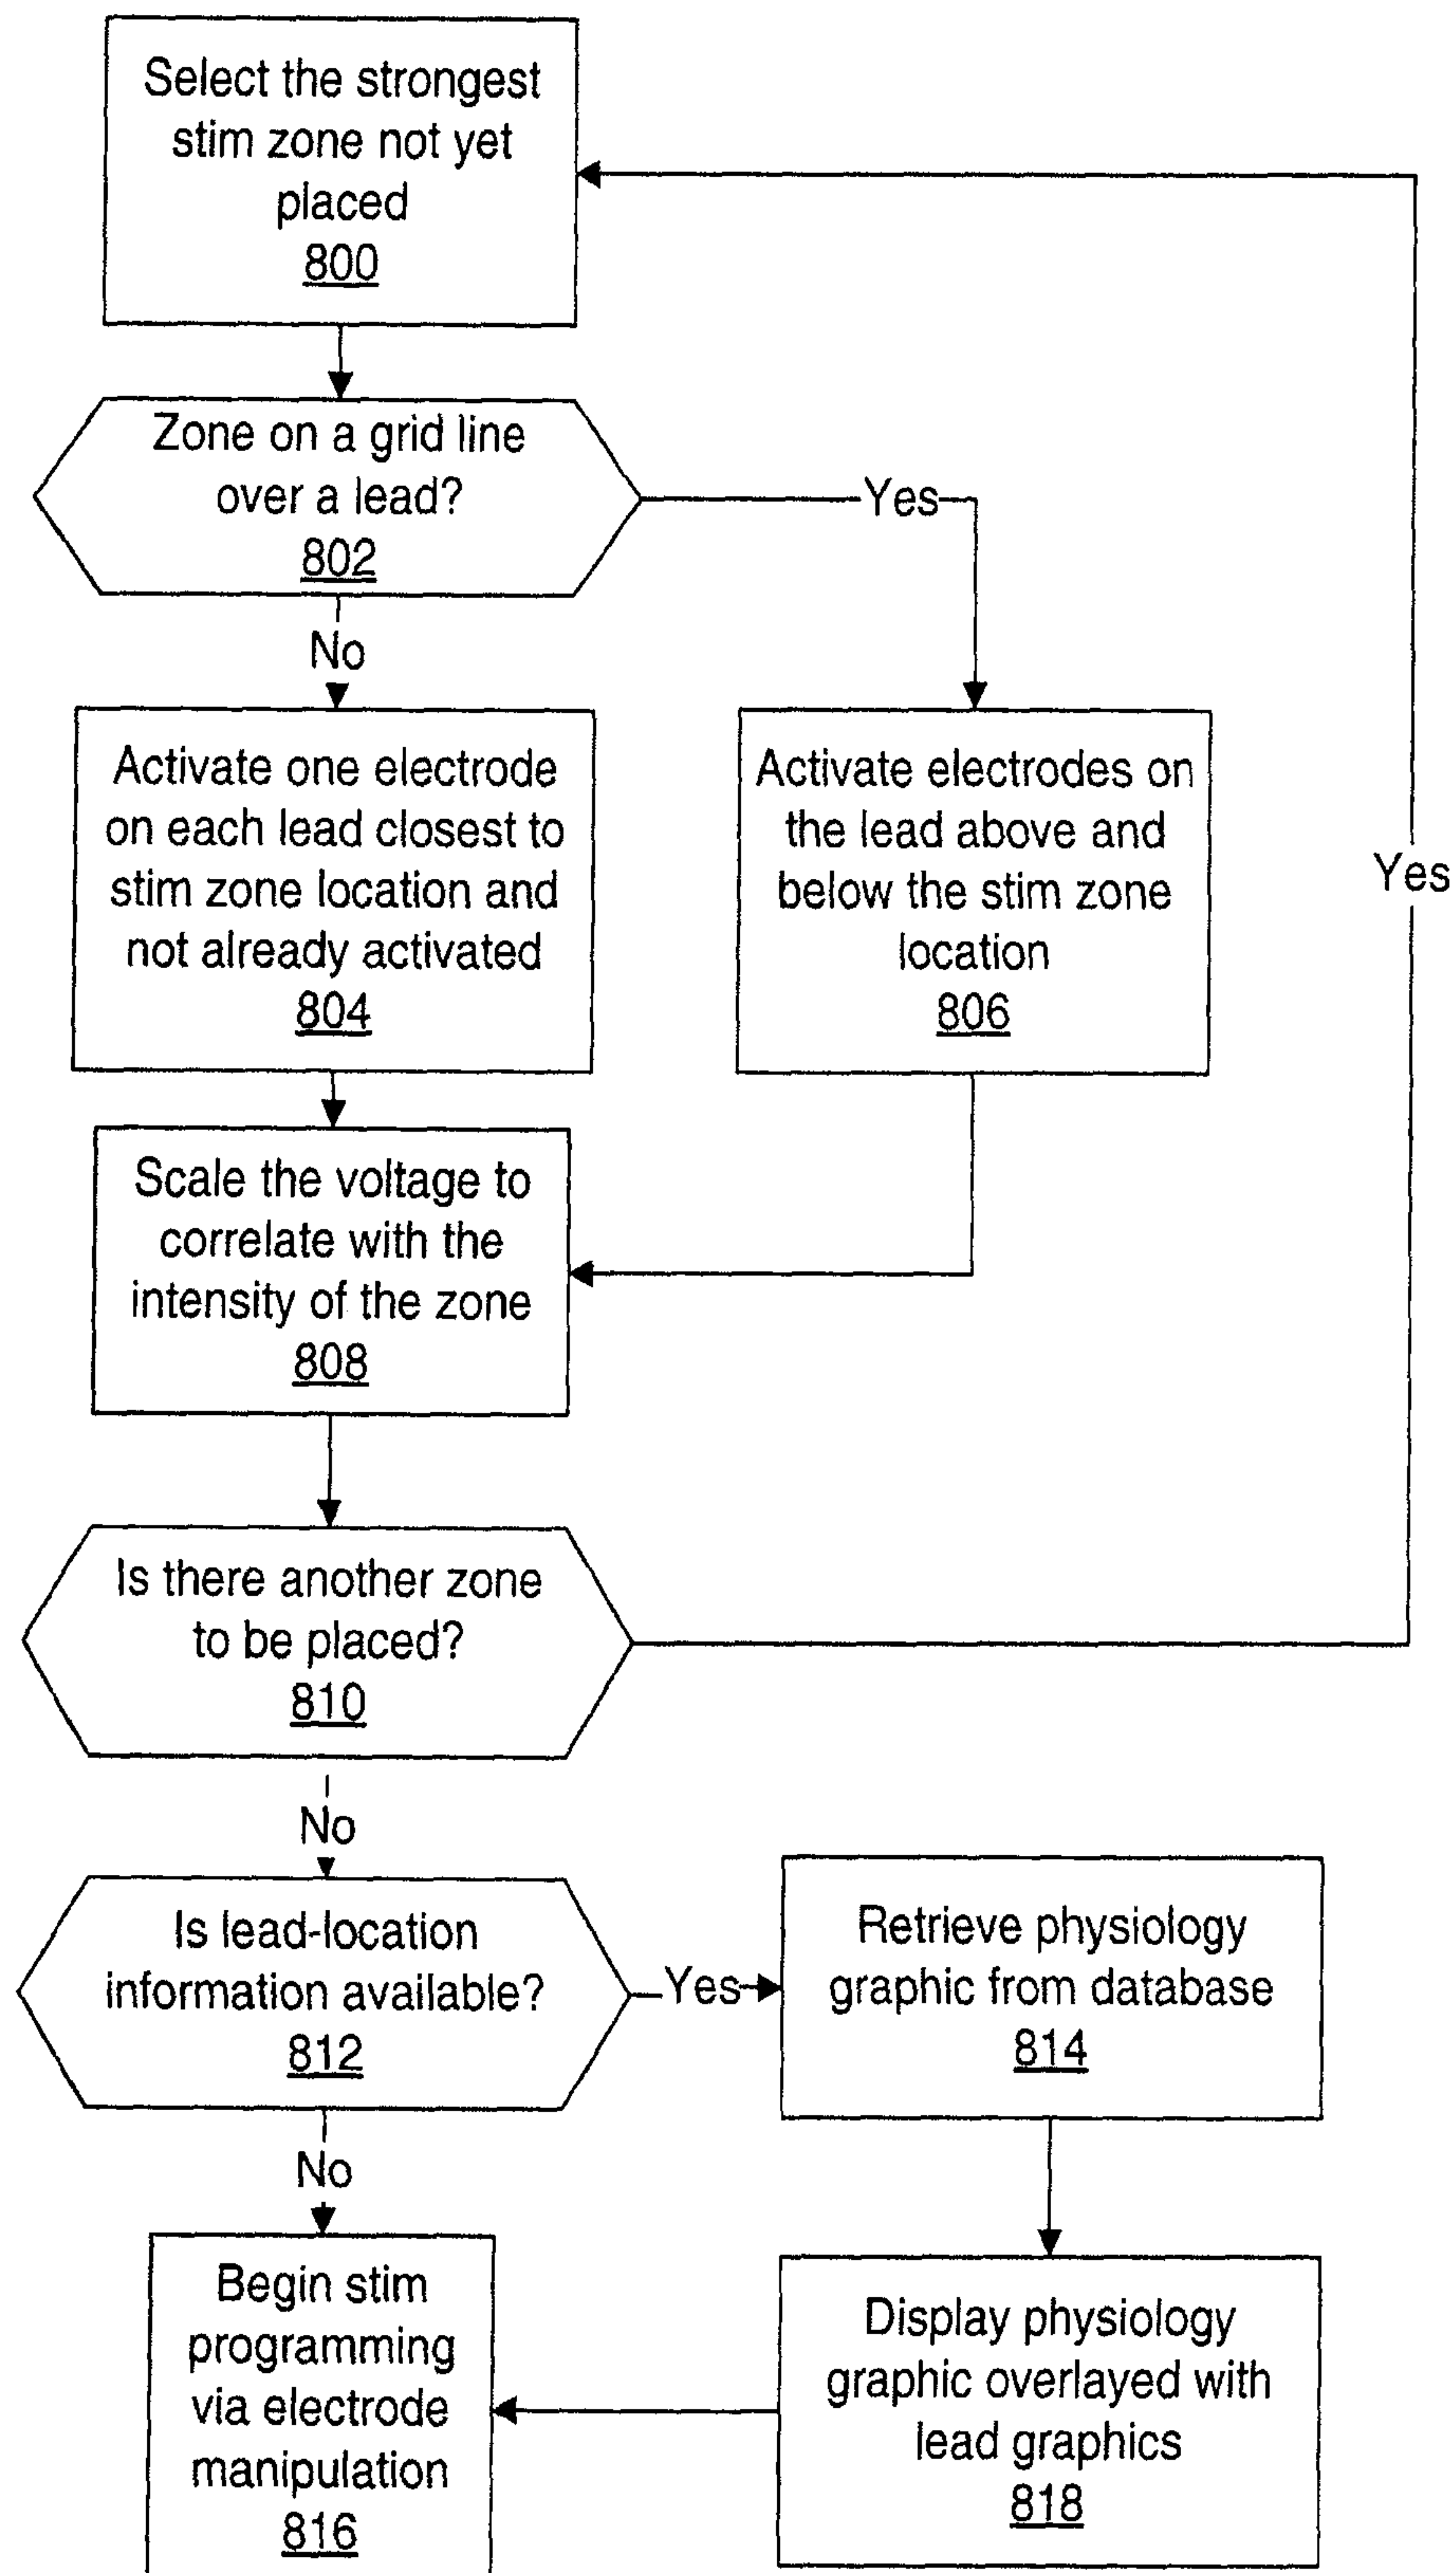 Select the strongest
stim zone not yet
placed
800
Zone on a grid line
over a lead?
802
Yes
No
Activate one electrode
on each lead closest to
stim zone location and
not already activated
804
Activate electrodes on
the lead above and
below the stim zone
location
806
Yes
Scale the voltage to
correlate with the
intensity of the zone
808
Is there another zone
to be placed?
810
No
Is lead-location
information available?
812
Yes
Retrieve physiology
graphic from database
814
No
Begin stim
programming
via electrode
manipulation
816
Display physiology
graphic overlayed with
lead graphics
818